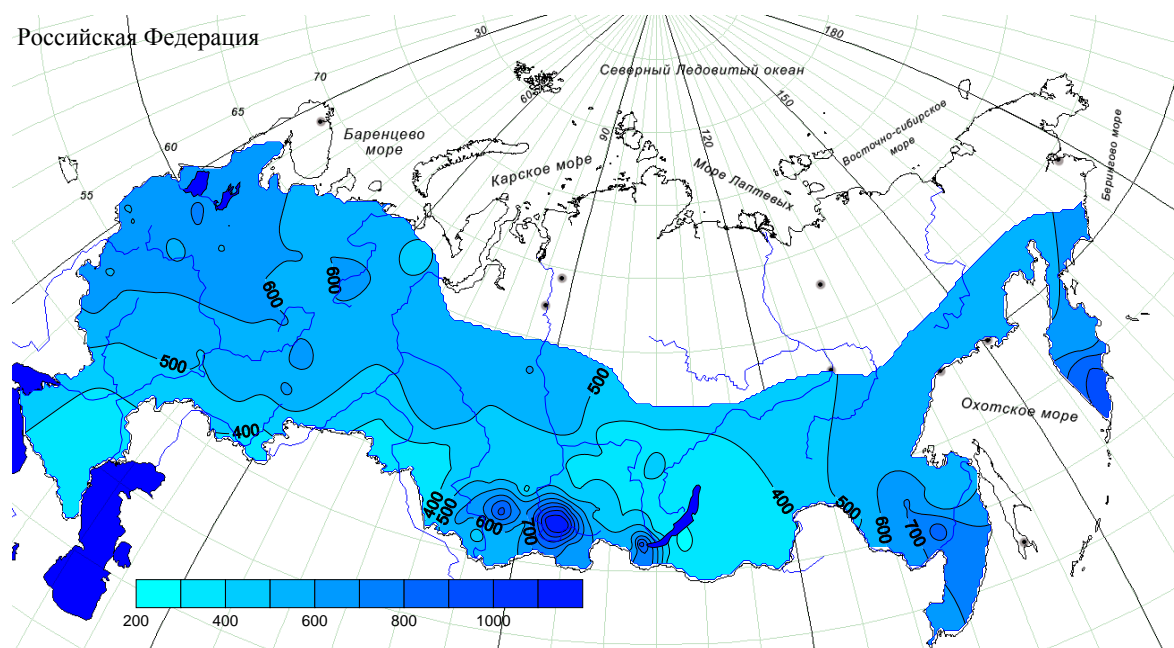 Российская Федерация
30
180
70
Северный Ледовитый океан
60
65
150
Баренцево
море
90
120
Восточно-сибирское
море
Берингово море
60
Карское море
Море Лаптевых
55
600
600
500
500
400
Охотское море
400
500
600
700
400
500
600
700
200
400
600
800
1000